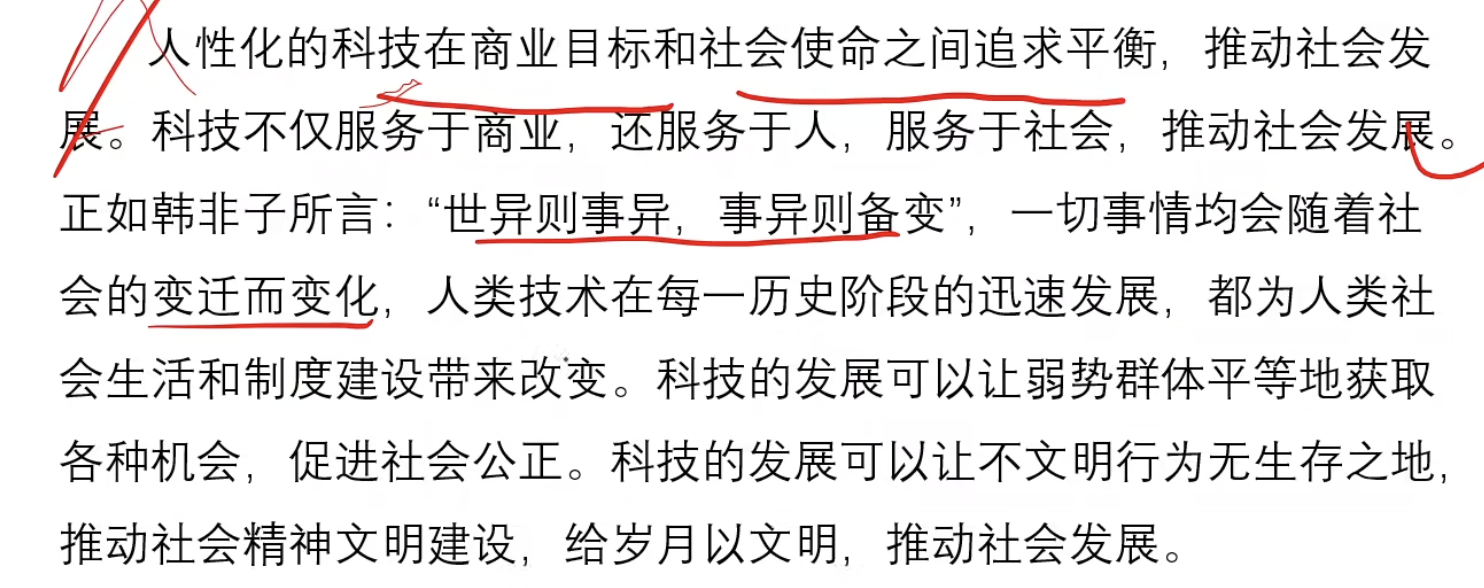 人性化的科技在商业目标和社会使命之间追求平衡，推动社会发
展。科技不仅服务于商业，还服务于人，服务于社会，推动社会发展。
正如韩非子所言：“世异则事异，事异则备变”，一切事情均会随着社
会的变迁而变化，人类技术在每一历史阶段的迅速发展，都为人类社
会生活和制度建设带来改变。科技的发展可以让弱势群体平等地获取
各种机会，促进社会公正。科技的发展可以让不文明行为无生存之地，
推动社会精神文明建设，给岁月以文明，推动社会发展。